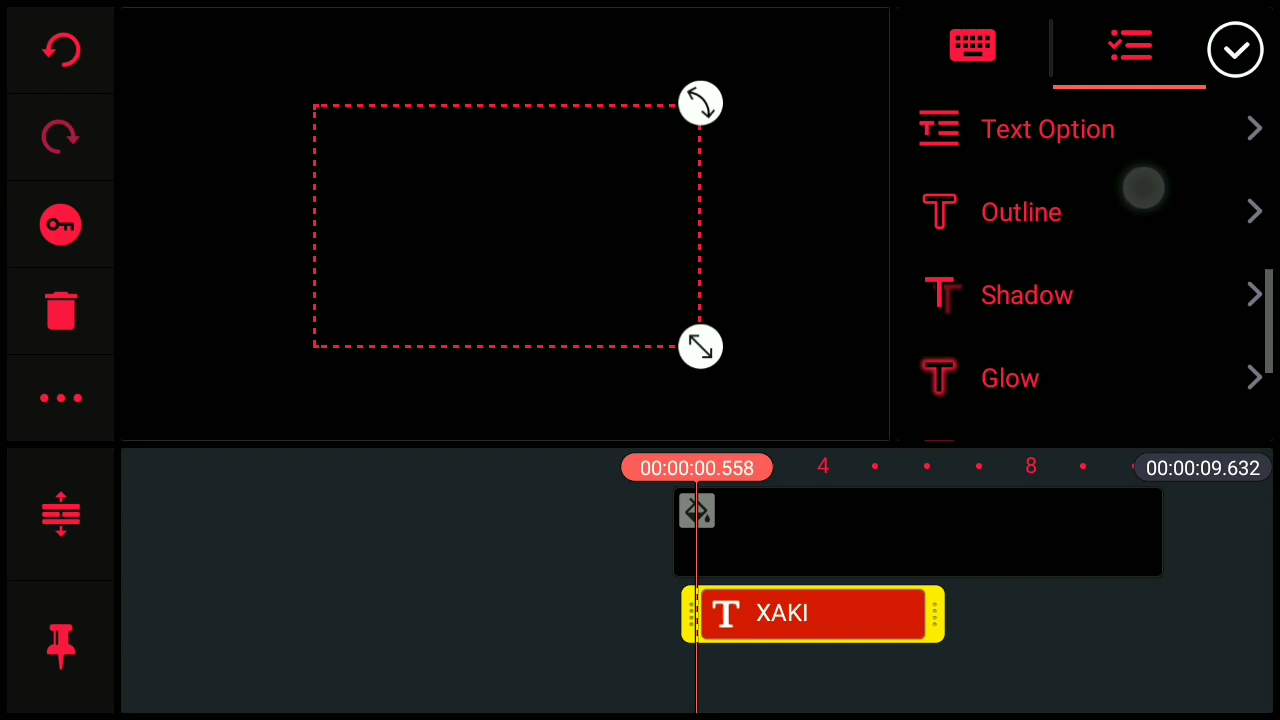 Text Option
Outline
Shadow
Glow
00:00:00.558
4
8
00:00:09.632
T XAKI